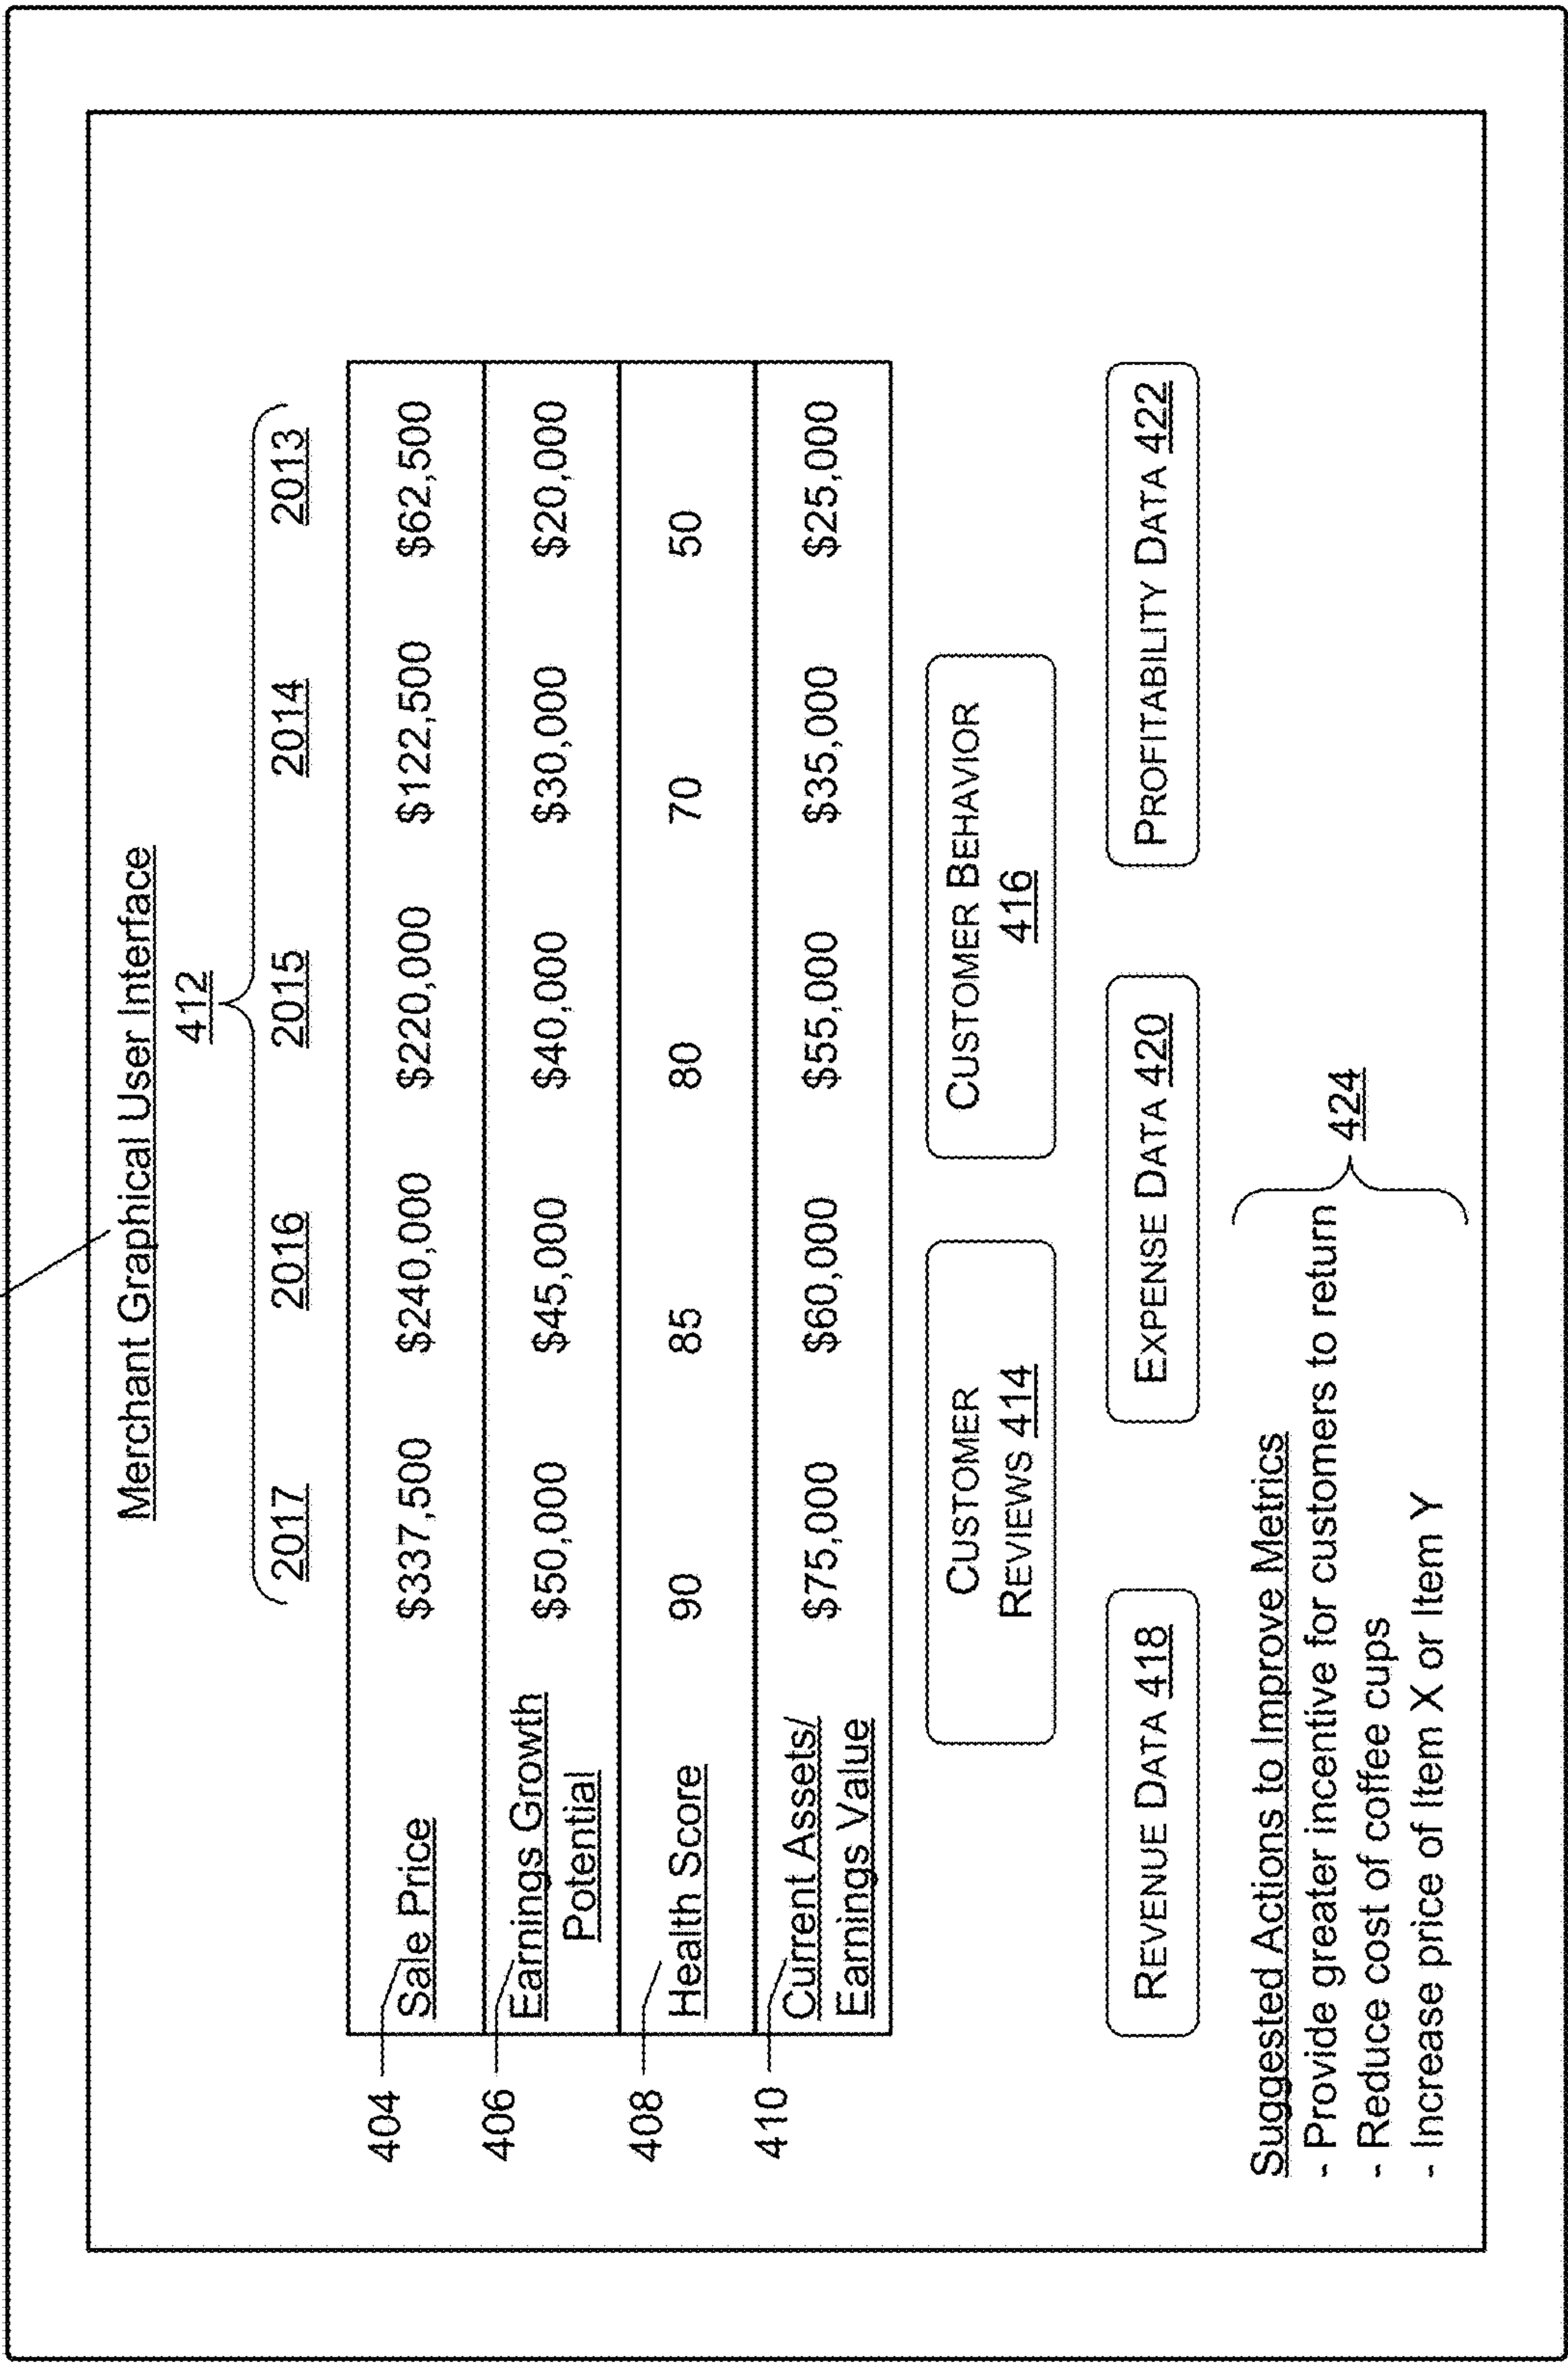 Merchant Graphical User Interface
412
2017 2016 2015 2014 2013
404 Sale Price $337,500 $240,000 $220,000 $122,500 $62,500
406 Earnings Growth
Potential $50,000 $45,000 $40,000 $30,000 $20,000
408 Health Score 90 85 80 70 50
410 Current Assets/
Earnings Value $75,000 $60,000 $55,000 $35,000 $25,000
CUSTOMER
REVIEWS 414
CUSTOMER BEHAVIOR
416
REVENUE DATA 418
EXPENSE DATA 420
PROFITABILITY DATA 422
Suggested Actions to Improve Metrics
- Provide greater incentive for customers to return
- Reduce cost of coffee cups
- Increase price of Item X or Item Y
424